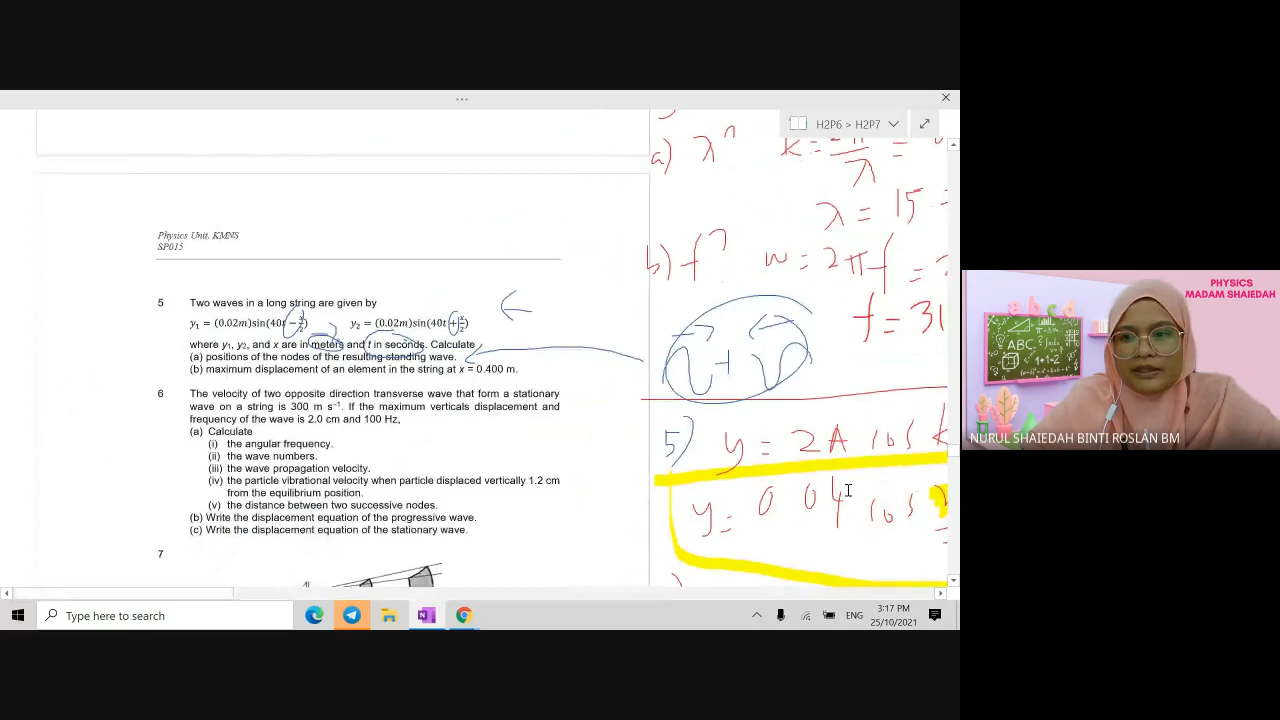 H2P6 > H2P7
a) λ? k = 2π/λ =
λ = 15 =
b) f? w = 2πf =
f = 31
Physics Unit, KMNS
SP015
5 Two waves in a long string are given by
y₁ = (0.02m)sin(40t − x/2) y₂ = (0.02m)sin(40t + x/2)
where y₁, y₂, and x are in meters and t in seconds. Calculate
(a) positions of the nodes of the resulting standing wave.
(b) maximum displacement of an element in the string at x = 0.400 m.
6 The velocity of two opposite direction transverse wave that form a stationary
wave on a string is 300 m s⁻¹. If the maximum verticals displacement and
frequency of the wave is 2.0 cm and 100 Hz,
(a) Calculate
(i) the angular frequency.
(ii) the wave numbers.
(iii) the wave propagation velocity.
(iv) the particle vibrational velocity when particle displaced vertically 1.2 cm
from the equilibrium position.
(v) the distance between two successive nodes.
(b) Write the displacement equation of the progressive wave.
(c) Write the displacement equation of the stationary wave.
7
+
5) y = 2A cos k
y = 0 04 cos
PHYSICS
MADAM SHAIEDAH
ABC
NURUL SHAIEDAH BINTI ROSLAN BM
Type here to search
ENG
3:17 PM
25/10/2021